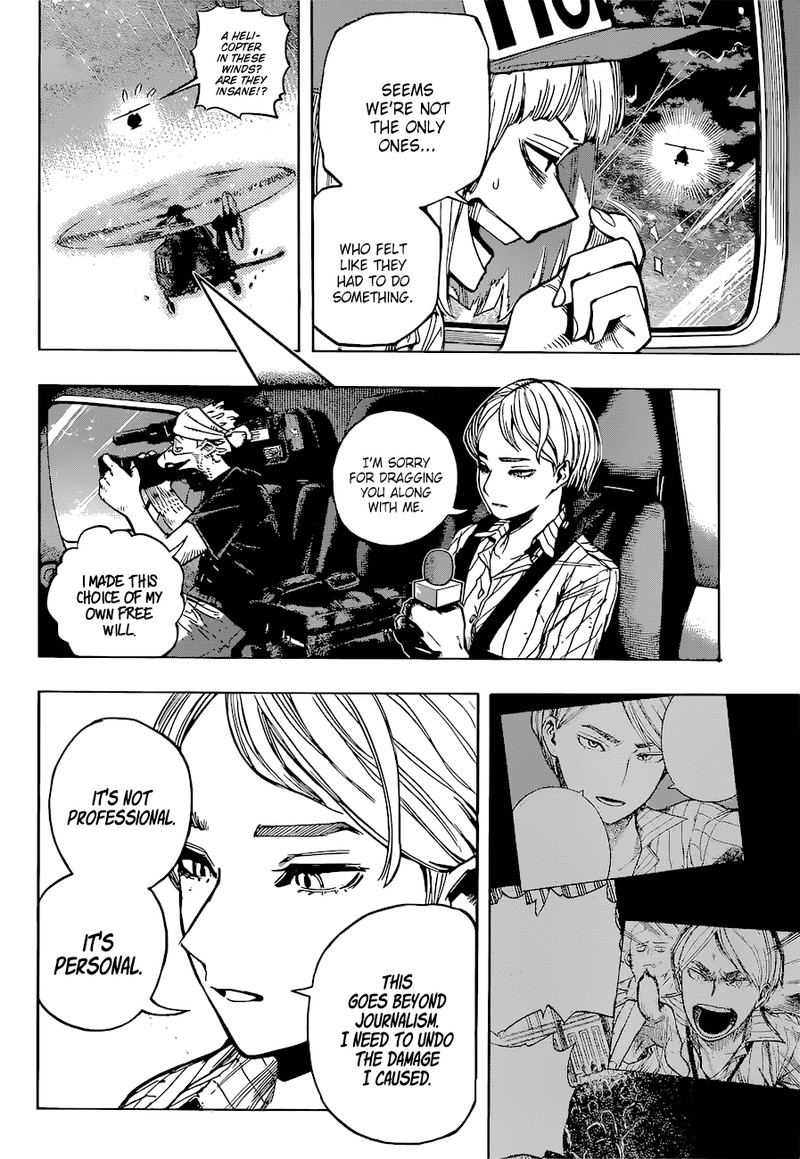 SEEMS
WE'RE NOT
THE ONLY
ONES...
WHO FELT
LIKE THEY
HAD TO DO
SOMETHING.
A HELI-
COPTER
IN THESE
WINDS?
ARE THEY
INSANE!?
I'M SORRY
FOR DRAGGING
YOU ALONG
WITH ME.
I MADE THIS
CHOICE OF MY
OWN FREE
WILL.
THIS
GOES BEYOND
JOURNALISM.
I NEED TO UNDO
THE DAMAGE
I CAUSED.
IT'S NOT
PROFESSIONAL.
IT'S
PERSONAL.